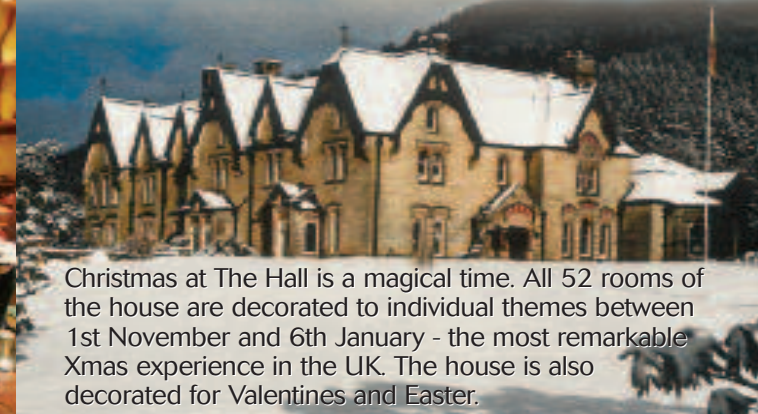 Christmas at The Hall is a magical time. All 52 rooms of
the house are decorated to individual themes between
1st November and 6th January - the most remarkable
Xmas experience in the UK. The house is also
decorated for Valentines and Easter.